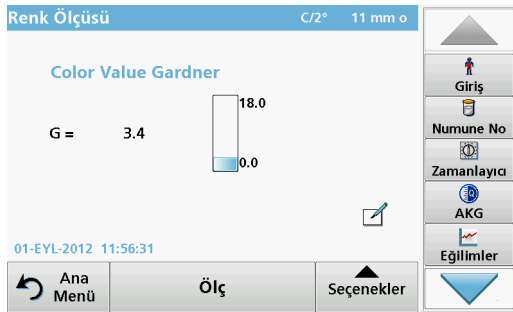 Renk Ölçüsü C/2° 11 mm o
Color Value Gardner
18.0
G = 3.4
0.0
01-EYL-2012 11:56:31
Ana
Menü
Ölç
Seçenekler
Giriş
Numune No
Zamanlayıcı
AKG
Eğilimler